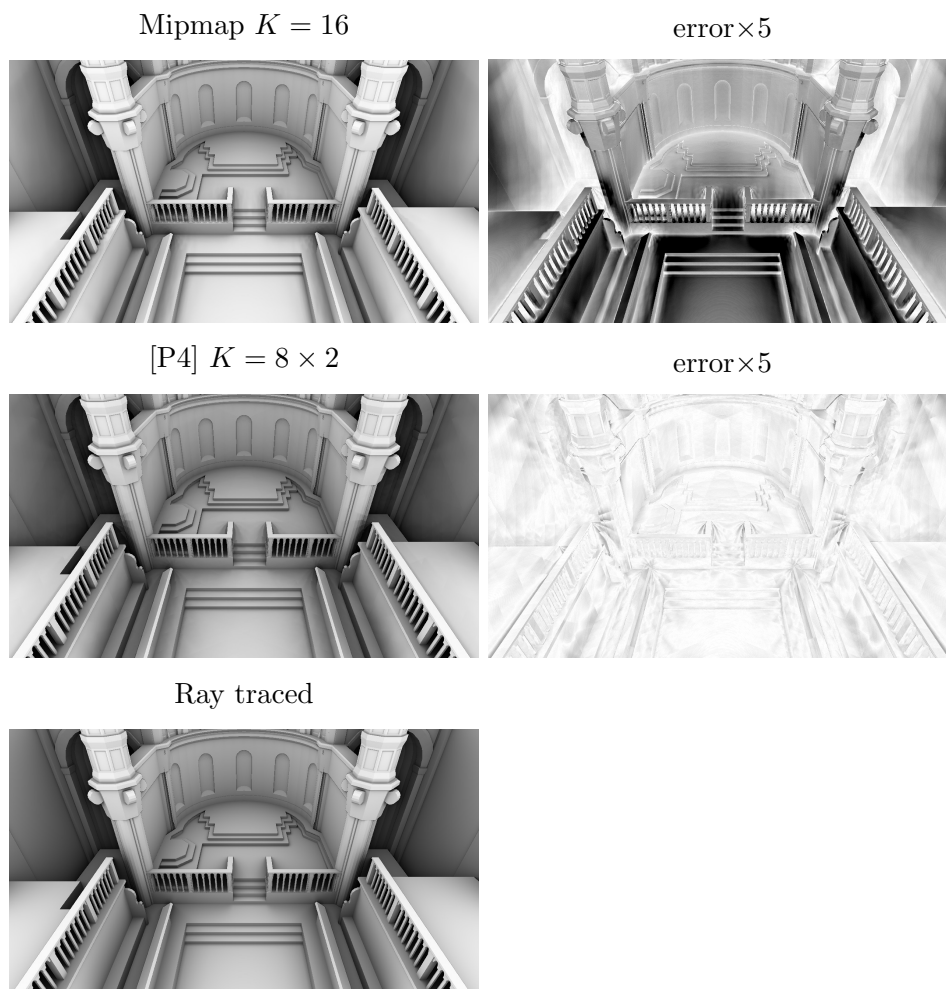 Mipmap K = 16
error×5
[P4] K = 8 × 2
error×5
Ray traced